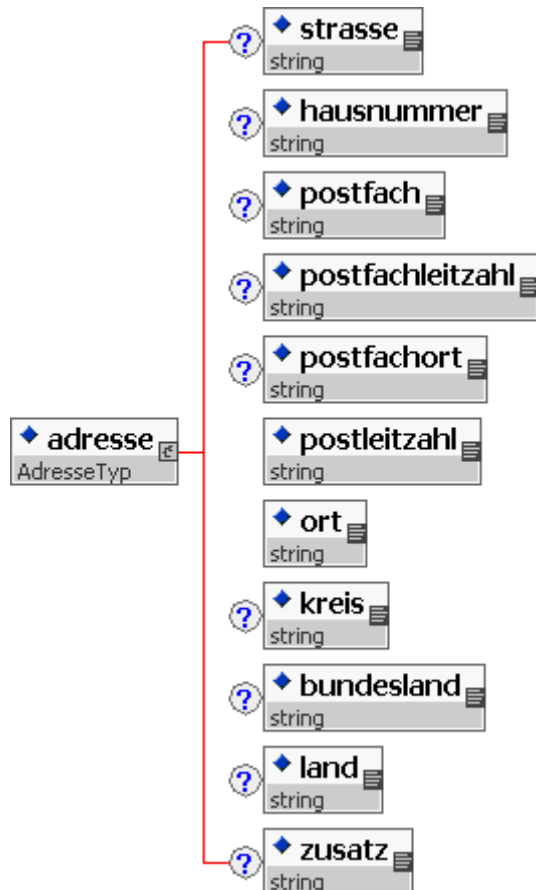 strasse
string
? hausnummer
string
? postfach
string
? postfachleitzahl
string
? postfachort
string
adresse
AdresseTyp
postleitzahl
string
ort
string
? kreis
string
? bundesland
string
? land
string
? zusatz
string